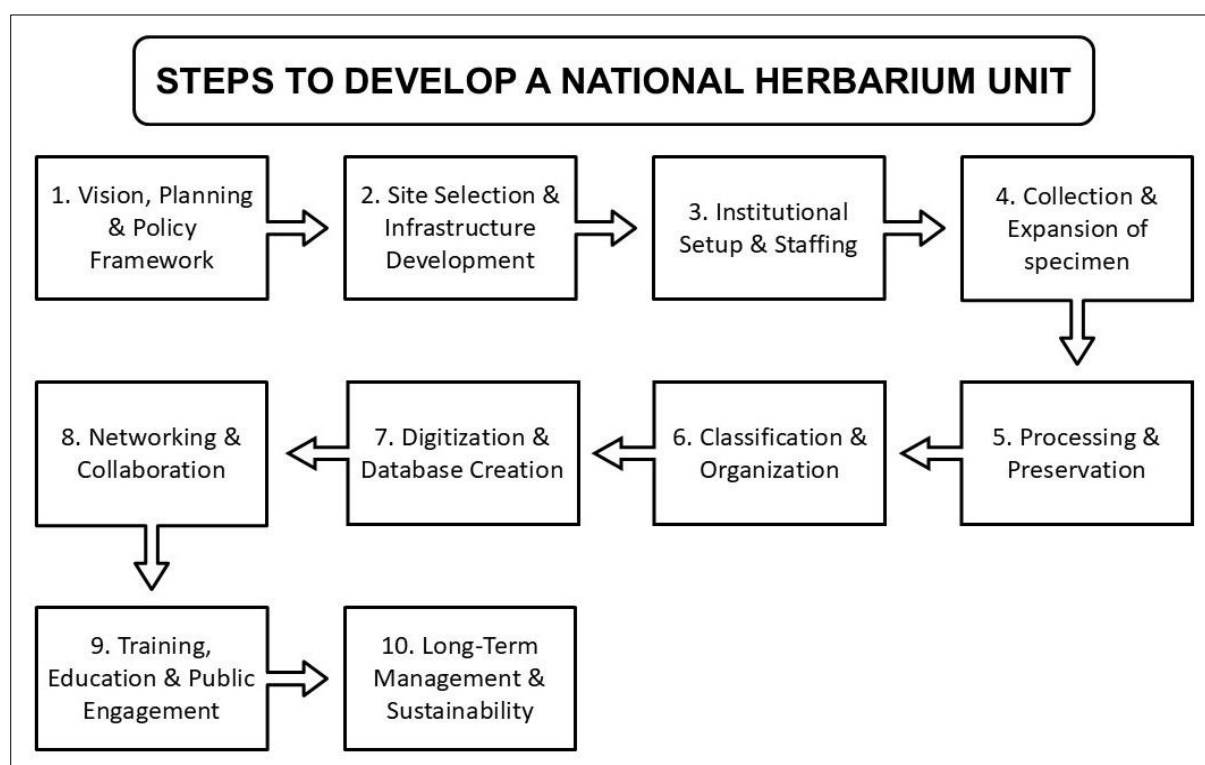 STEPS TO DEVELOP A NATIONAL HERBARIUM UNIT
1. Vision, Planning
& Policy
Framework
2. Site Selection &
Infrastructure
Development
3. Institutional
Setup & Staffing
4. Collection &
Expansion of
specimen
5. Processing &
Preservation
6. Classification &
Organization
7. Digitization &
Database Creation
8. Networking &
Collaboration
9. Training,
Education & Public
Engagement
10. Long-Term
Management &
Sustainability